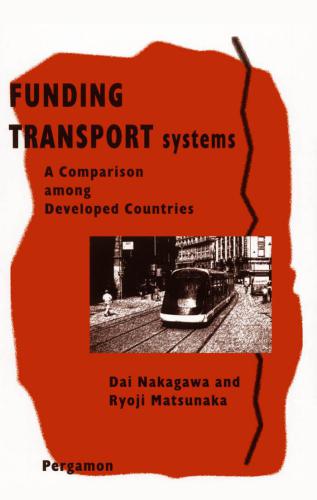 FUNDING
TRANSPORT systems
A Comparison
among
Developed Countries
Dai Nakagawa and
Ryoji Matsunaka
Pergamon